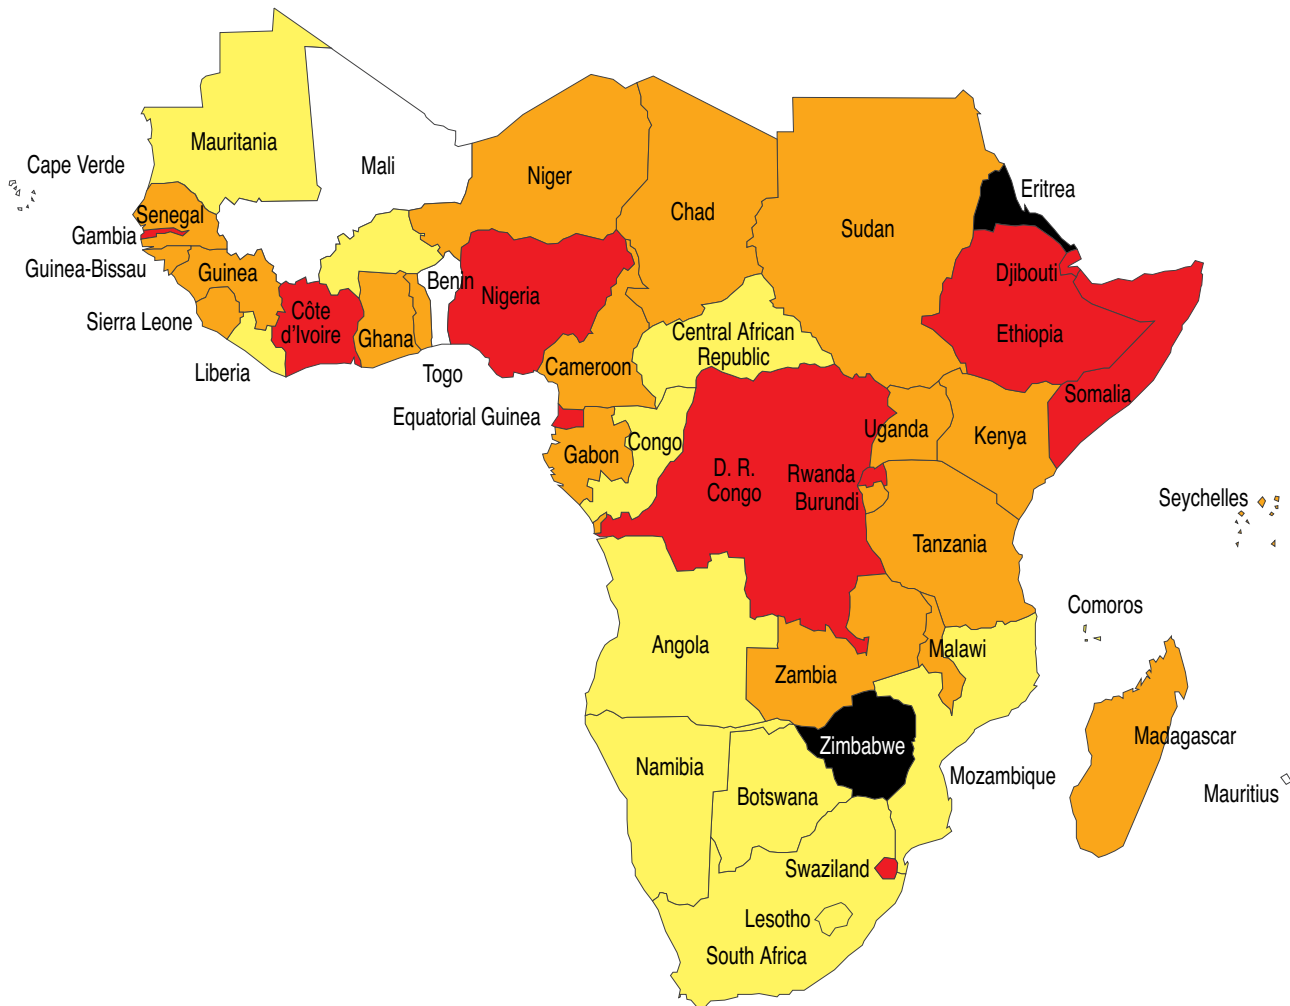 Mauritania
Cape Verde
Mali
Niger
Eritrea
Chad
Senegal
Sudan
Gambia
Guinea-Bissau
Guinea
Djibouti
Benin
Nigeria
Côte
d'Ivoire
Sierra Leone
Ghana
Central African
Republic
Ethiopia
Liberia
Togo
Cameroon
Somalia
Equatorial Guinea
Uganda
Kenya
Congo
Gabon
D. R.
Congo
Rwanda
Burundi
Seychelles
Tanzania
Comoros
Angola
Malawi
Zambia
Madagascar
Zimbabwe
Namibia
Mozambique
Mauritius
Botswana
Swaziland
Lesotho
South Africa